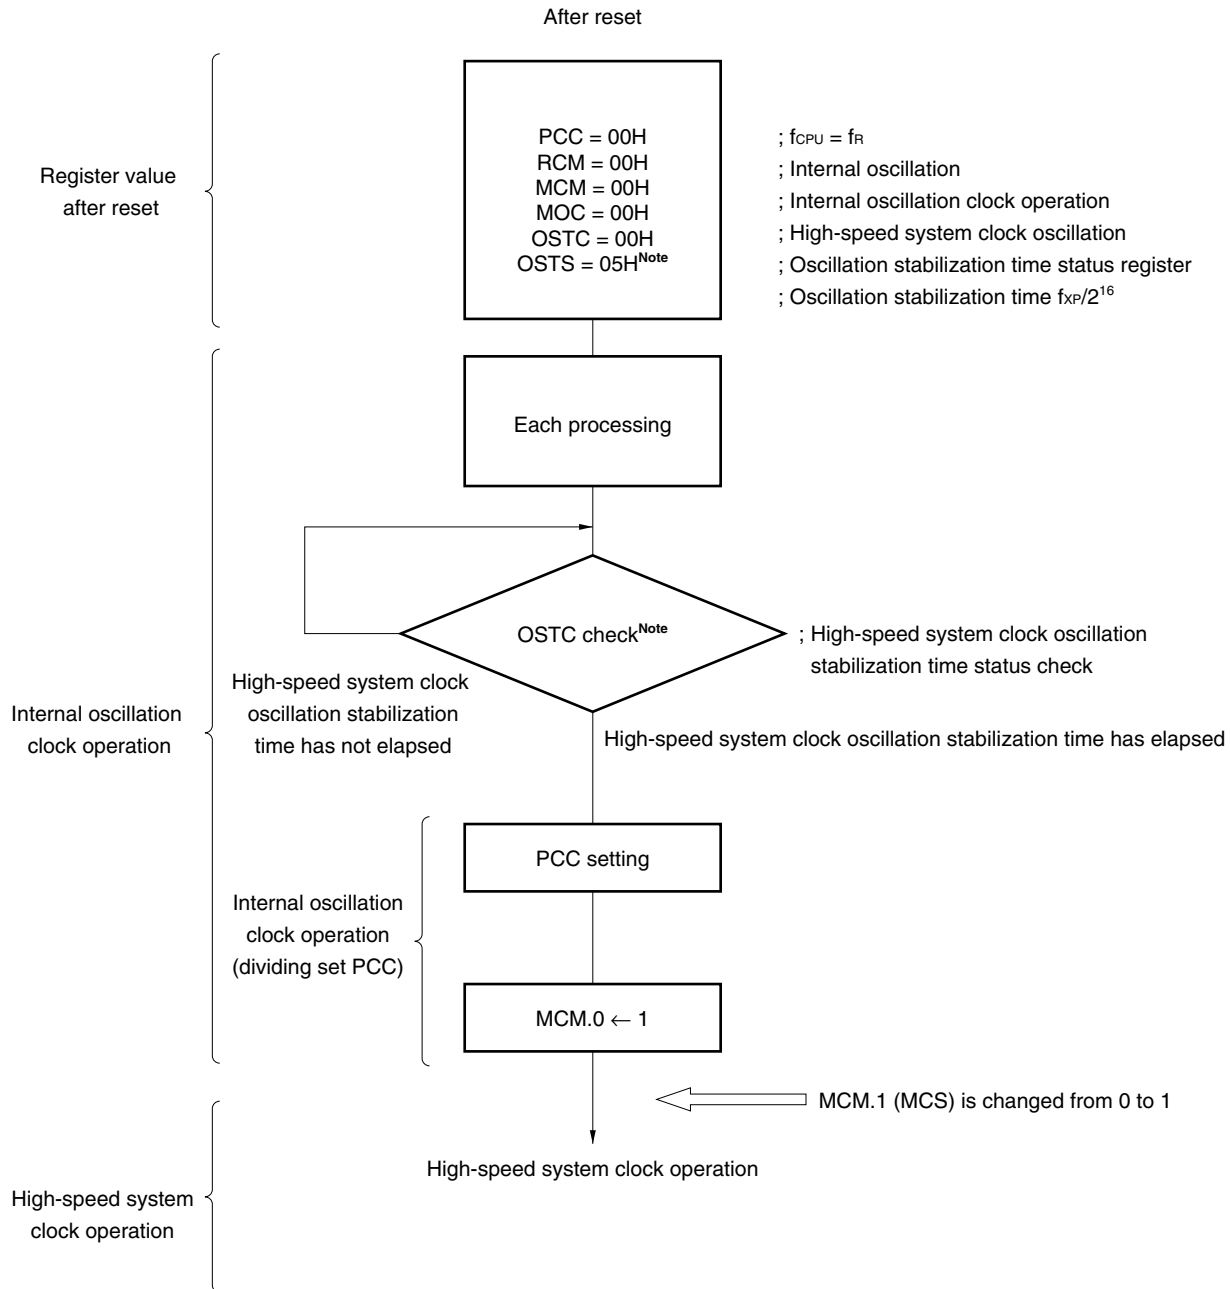 After reset
Register value
after reset
PCC = 00H
RCM = 00H
MCM = 00H
MOC = 00H
OSTC = 00H
OSTS = 05HNote
; fCPU = fR
; Internal oscillation
; Internal oscillation clock operation
; High-speed system clock oscillation
; Oscillation stabilization time status register
; Oscillation stabilization time fXP/2^16
Each processing
OSTC checkNote
; High-speed system clock oscillation
stabilization time status check
High-speed system clock
oscillation stabilization
time has not elapsed
Internal oscillation
clock operation
High-speed system clock oscillation stabilization time has elapsed
PCC setting
Internal oscillation
clock operation
(dividing set PCC)
MCM.0 ← 1
MCM.1 (MCS) is changed from 0 to 1
High-speed system clock operation
High-speed system
clock operation